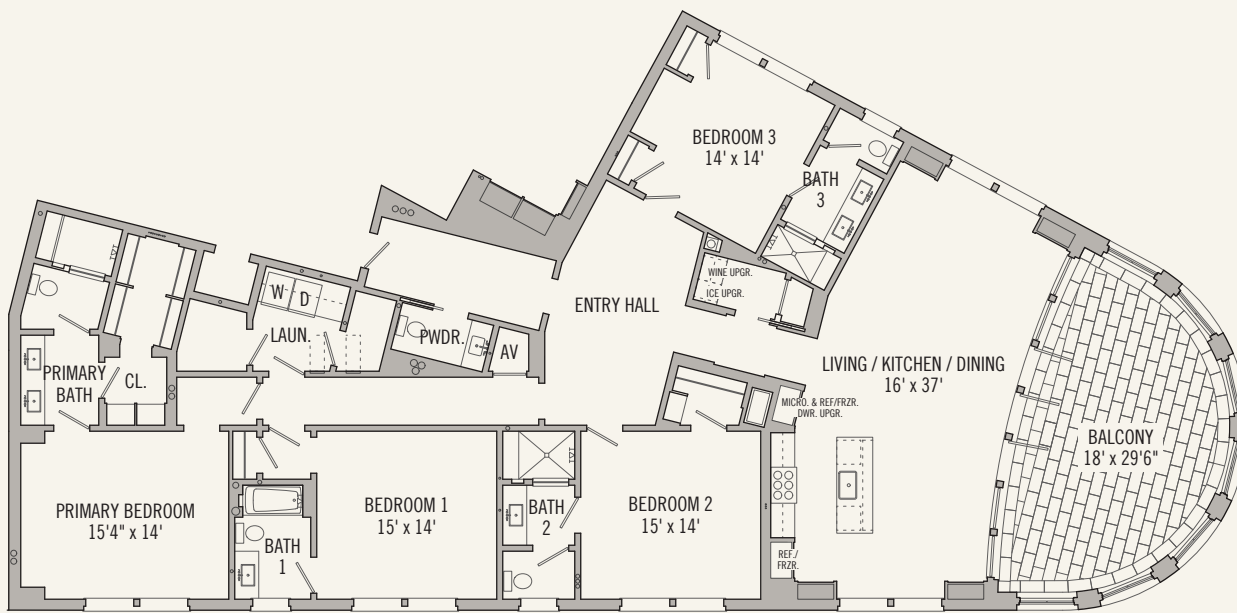 BEDROOM 3
14' x 14'
BATH
3
WINE UPGR.
ICE UPGR.
ENTRY HALL
W D
LAUN.
PWDR.
AV
PRIMARY
BATH
CL.
LIVING / KITCHEN / DINING
16' x 37'
MICRO. & REF/FRZR.
DWR. UPGR.
BALCONY
18' x 29'6"
PRIMARY BEDROOM
15'4" x 14'
BEDROOM 1
15' x 14'
BATH
1
BATH
2
BEDROOM 2
15' x 14'
REF./
FRZR.